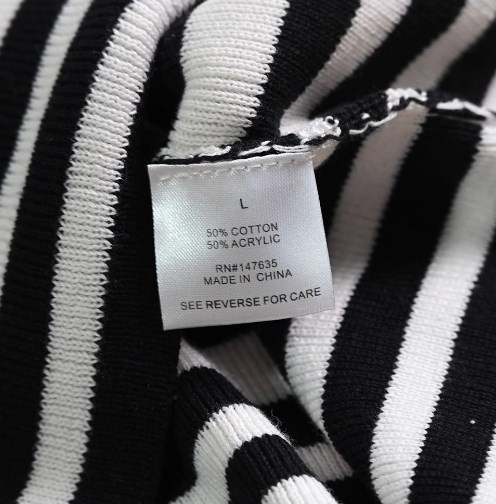 L
50% COTTON
50% ACRYLIC
RN#147635
MADE IN CHINA
SEE REVERSE FOR CARE